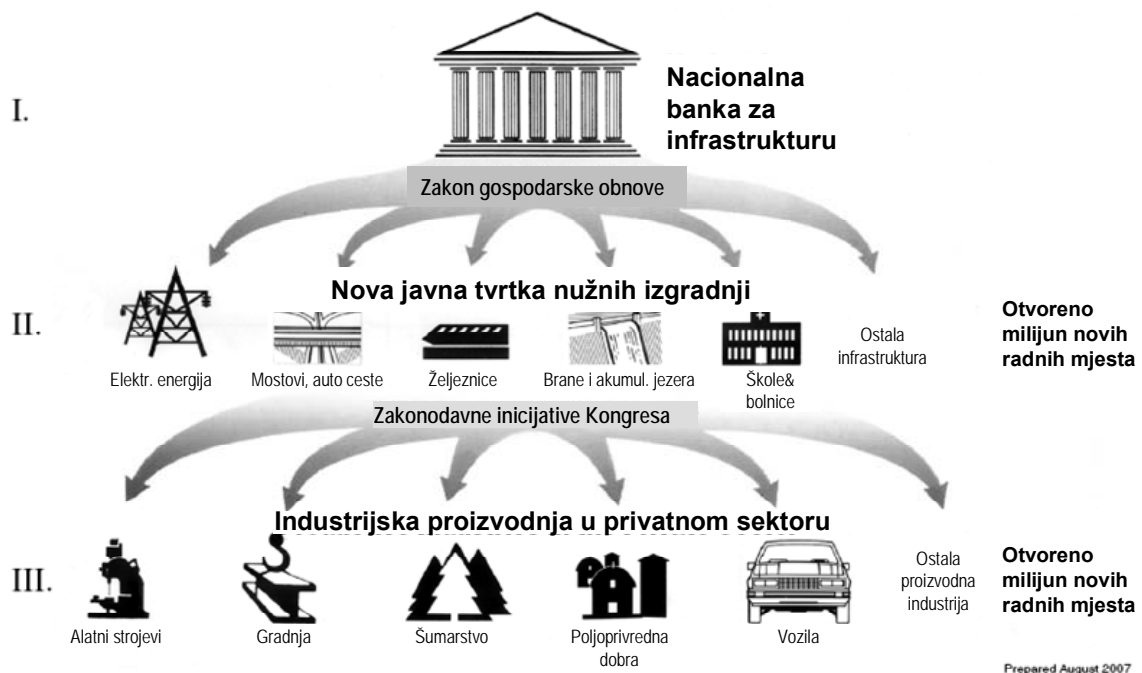 I.
Nacionalna
banka za
infrastrukturu
Zakon gospodarske obnove
II.
Nova javna tvrtka nužnih izgradnji
Elektr. energija
Mostovi, auto ceste
Željeznice
Brane i akumul. jezera
Škole&
bolnice
Ostala
infrastruktura
Otvoreno
milijun novih
radnih mjesta
Zakonodavne inicijative Kongresa
III.
Industrijska proizvodnja u privatnom sektoru
Alatni strojevi
Gradnja
Šumarstvo
Poljoprivredna
dobra
Vozila
Ostala
proizvodna
industrija
Otvoreno
milijun novih
radnih mjesta
Prepared August 2007